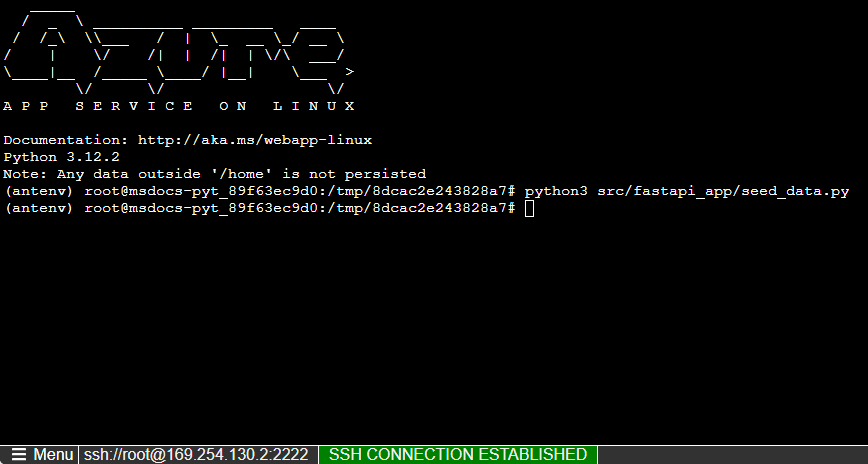 Azure
A P P   S E R V I C E   O N   L I N U X
Documentation: http://aka.ms/webapp-linux
Python 3.12.2
Note: Any data outside '/home' is not persisted
(antenv) root@msdocs-pyt_89f63ec9d0:/tmp/8dcac2e243828a7# python3 src/fastapi_app/seed_data.py
(antenv) root@msdocs-pyt_89f63ec9d0:/tmp/8dcac2e243828a7#
☰ Menu ssh://root@169.254.130.2:2222 SSH CONNECTION ESTABLISHED